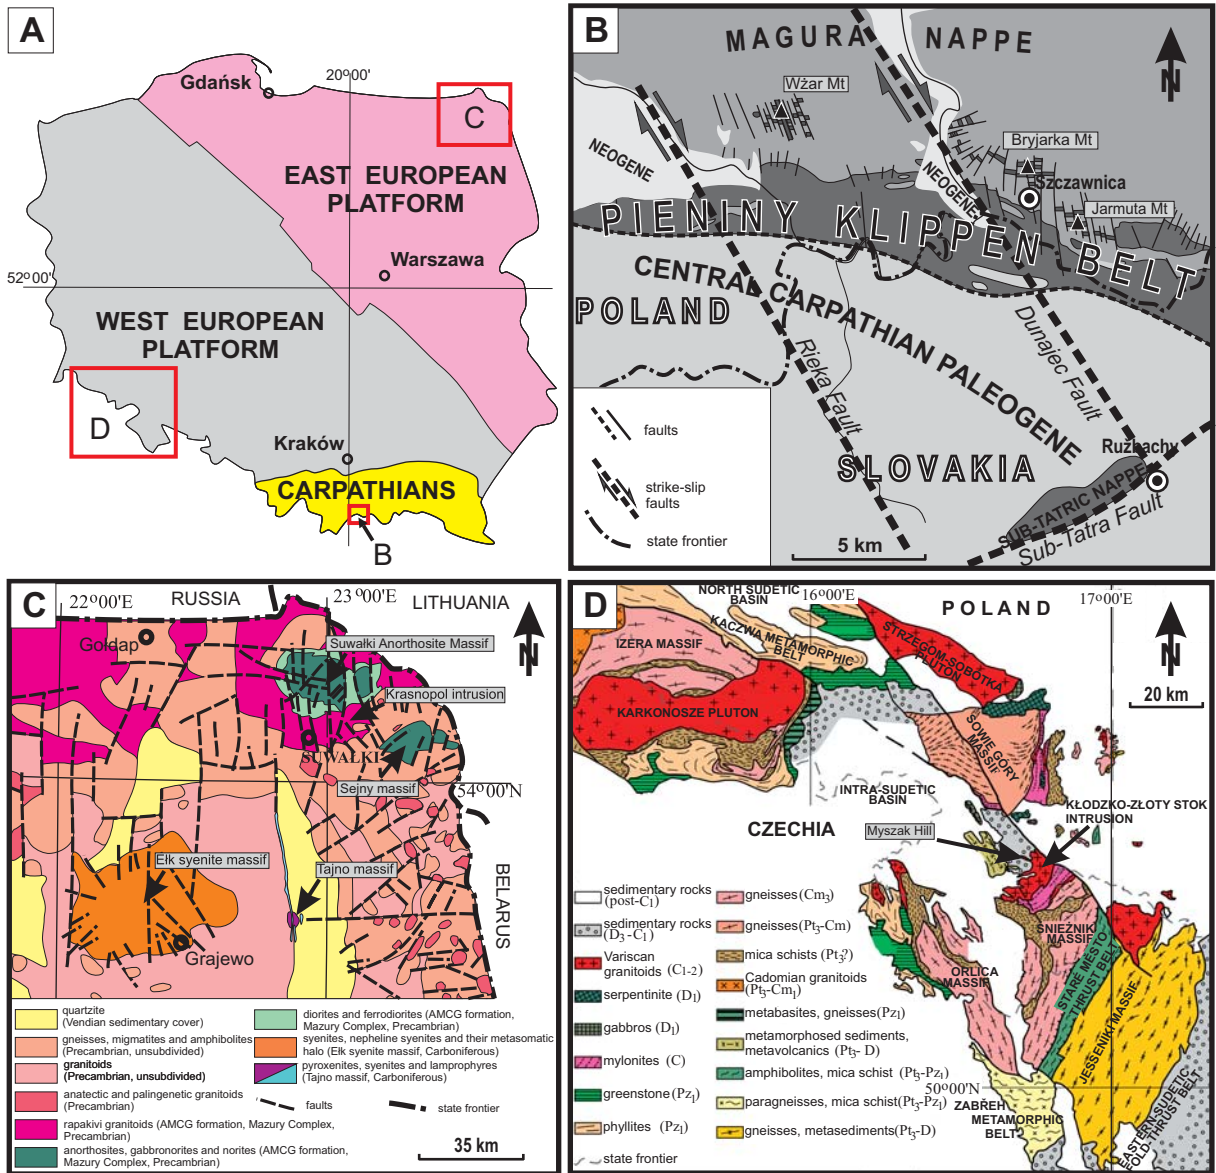 A
Gdańsk
20°00'
C
EAST EUROPEAN
PLATFORM
Warszawa
52°00'
WEST EUROPEAN
PLATFORM
D
Kraków
CARPATHIANS
B
B
MAGURA NAPPE
N
Wżar Mt
Bryjarka Mt
NEOGENE
NEOGENE
Szczawnica
Jarmuta Mt
PIENINY KLIPPEN BELT
CENTRAL CARPATHIAN PALEOGENE
POLAND
Rieka Fault
Dunajec Fault
faults
strike-slip
faults
state frontier
SLOVAKIA
Ružbachy
SUB-TATRIC NAPPE
Sub-Tatra Fault
5 km
C
22°00'E
RUSSIA
23°00'E
LITHUANIA
N
Gołdap
Suwałki Anorthosite Massif
Krasnopol intrusion
SUWAŁKI
Sejny massif
54°00'N
Ełk syenite massif
Tajno massif
BELARUS
Grajewo
quartzite
(Vendian sedimentary cover)
gneisses, migmatites and amphibolites
(Precambrian, unsubdivided)
granitoids
(Precambrian, unsubdivided)
anatectic and palingenetic granitoids
(Precambrian)
rapakivi granitoids (AMCG formation, Mazury Complex,
Precambrian)
anorthosites, gabbronorites and norites (AMCG formation,
Mazury Complex, Precambrian)
diorites and ferrodiorites (AMCG formation,
Mazury Complex, Precambrian)
syenites, nepheline syenites and their metasomatic
halo (Ełk syenite massif, Carboniferous)
pyroxenites, syenites and lamprophyres
(Tajno massif, Carboniferous)
faults
state frontier
35 km
D
NORTH SUDETIC
BASIN
16°00'E
POLAND
17°00'E
N
20 km
IZERA MASSIF
KACZWA METAMORPHIC
BELT
STRZEGOM-SOBÓTKA
PLUTON
KARKONOSZE PLUTON
SOWIE GÓRY
MASSIF
INTRA-SUDETIC
BASIN
CZECHIA
Myszak Hill
KŁODZKO-ZŁOTY STOK
INTRUSION
ŚNIEŻNIK
MASSIF
ORLICA
MASSIF
STARÉ MĚSTO
THRUST BELT
JESSENIKI MASSIF
50°00'N
ZABŘEH
METAMORPHIC
BELT
EASTERN SUDETIC
FOLD-THRUST BELT
sedimentary rocks
(post-C1)
sedimentary rocks
(D3-C1)
Variscan
granitoids (C1-2)
serpentinite (D1)
gabbros (D1)
mylonites (C)
greenstone (Pz1)
phyllites (Pz1)
state frontier
gneisses (Cm3)
gneisses (Pt3-Cm)
mica schists (Pt3?)
Cadomian granitoids
(Pt3-Cm1)
metabasites, gneisses (Pz1)
metamorphosed sediments,
metavolcanics (Pt3- D)
amphibolites, mica schist (Pt3-Pz1)
paragneisses, mica schist (Pt3-Pz1)
gneisses, metasediments (Pt3-D)